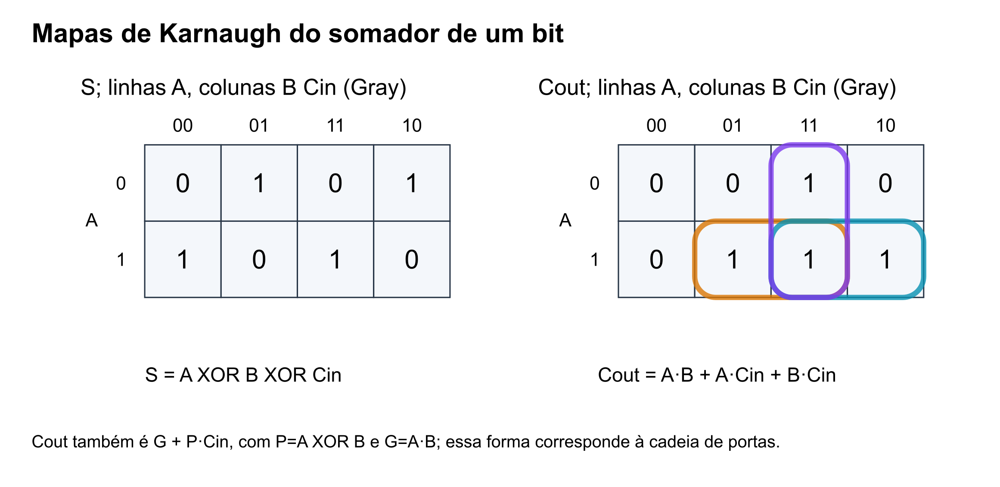 Mapas de Karnaugh do somador de um bit
S; linhas A, colunas B Cin (Gray)
00 01 11 10
0 0 1 0 1
A
1 1 0 1 0
S = A XOR B XOR Cin
Cout; linhas A, colunas B Cin (Gray)
00 01 11 10
0 0 0 1 0
A
1 0 1 1 1
Cout = A·B + A·Cin + B·Cin
Cout também é G + P·Cin, com P=A XOR B e G=A·B; essa forma corresponde à cadeia de portas.